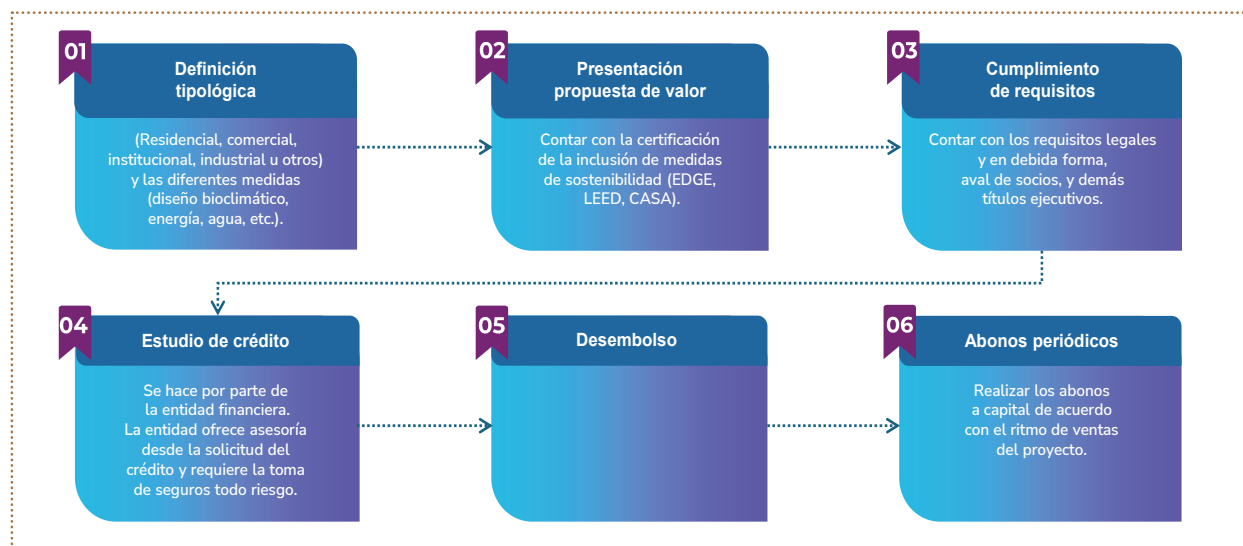 01
Definición
tipológica
(Residencial, comercial,
institucional, industrial u otros)
y las diferentes medidas
(diseño bioclimático,
energía, agua, etc.).
02
Presentación
propuesta de valor
Contar con la certificación
de la inclusión de medidas
de sostenibilidad (EDGE,
LEED, CASA).
03
Cumplimiento
de requisitos
Contar con los requisitos legales
y en debida forma,
aval de socios, y demás
títulos ejecutivos.
04
Estudio de crédito
Se hace por parte de
la entidad financiera.
La entidad ofrece asesoría
desde la solicitud del
crédito y requiere la toma
de seguros todo riesgo.
05
Desembolso
06
Abonos periódicos
Realizar los abonos
a capital de acuerdo
con el ritmo de ventas
del proyecto.